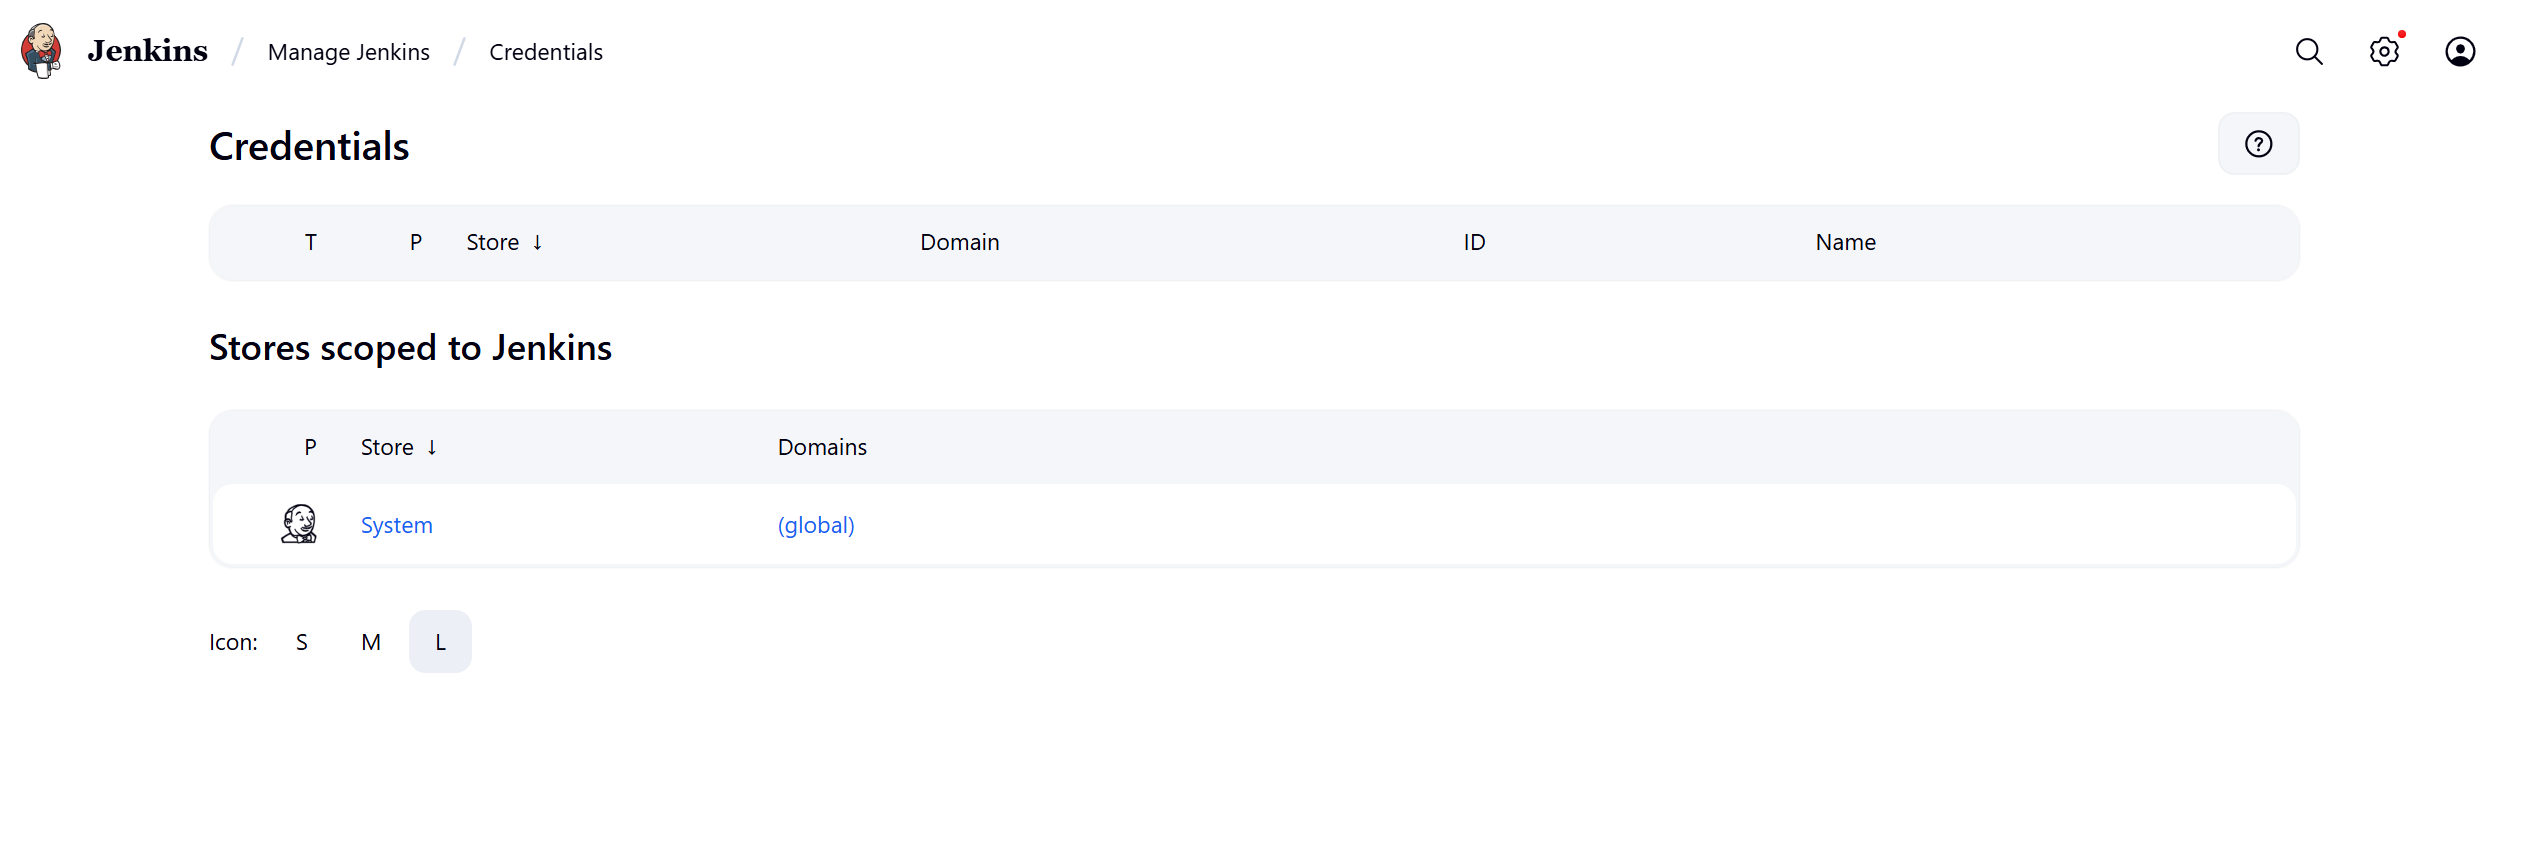 Jenkins / Manage Jenkins / Credentials
Credentials
T P Store ↓ Domain ID Name
Stores scoped to Jenkins
P Store ↓ Domains
System (global)
Icon: S M L